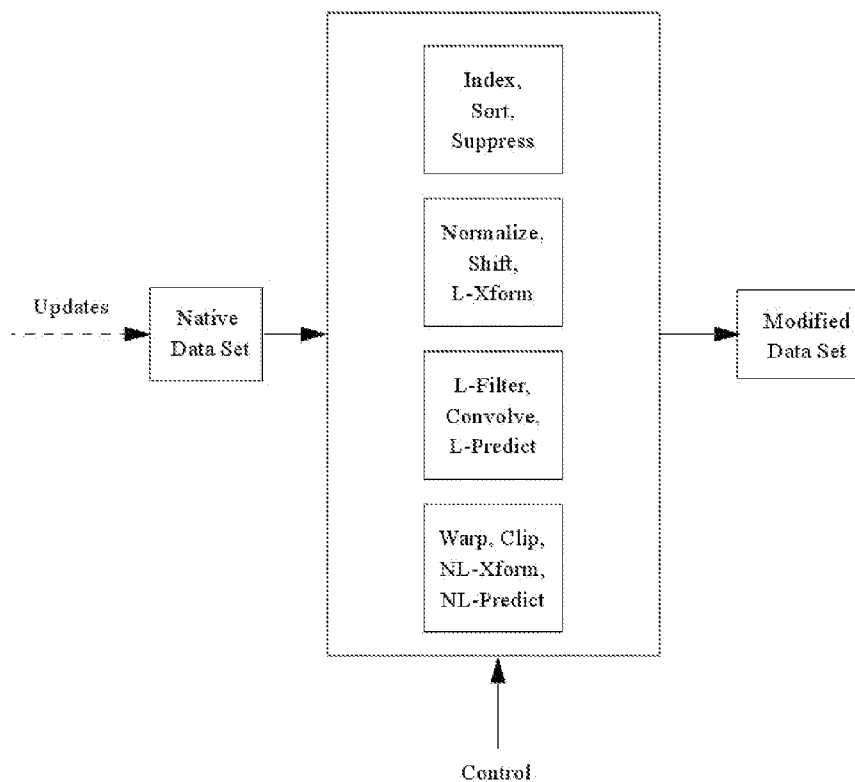 Index,
Sort,
Suppress
Normalize,
Shift,
L-Xform
Updates
Native
Data Set
Modified
Data Set
L-Filter,
Convolve,
L-Predict
Warp, Clip,
NL-Xform,
NL-Predict
Control